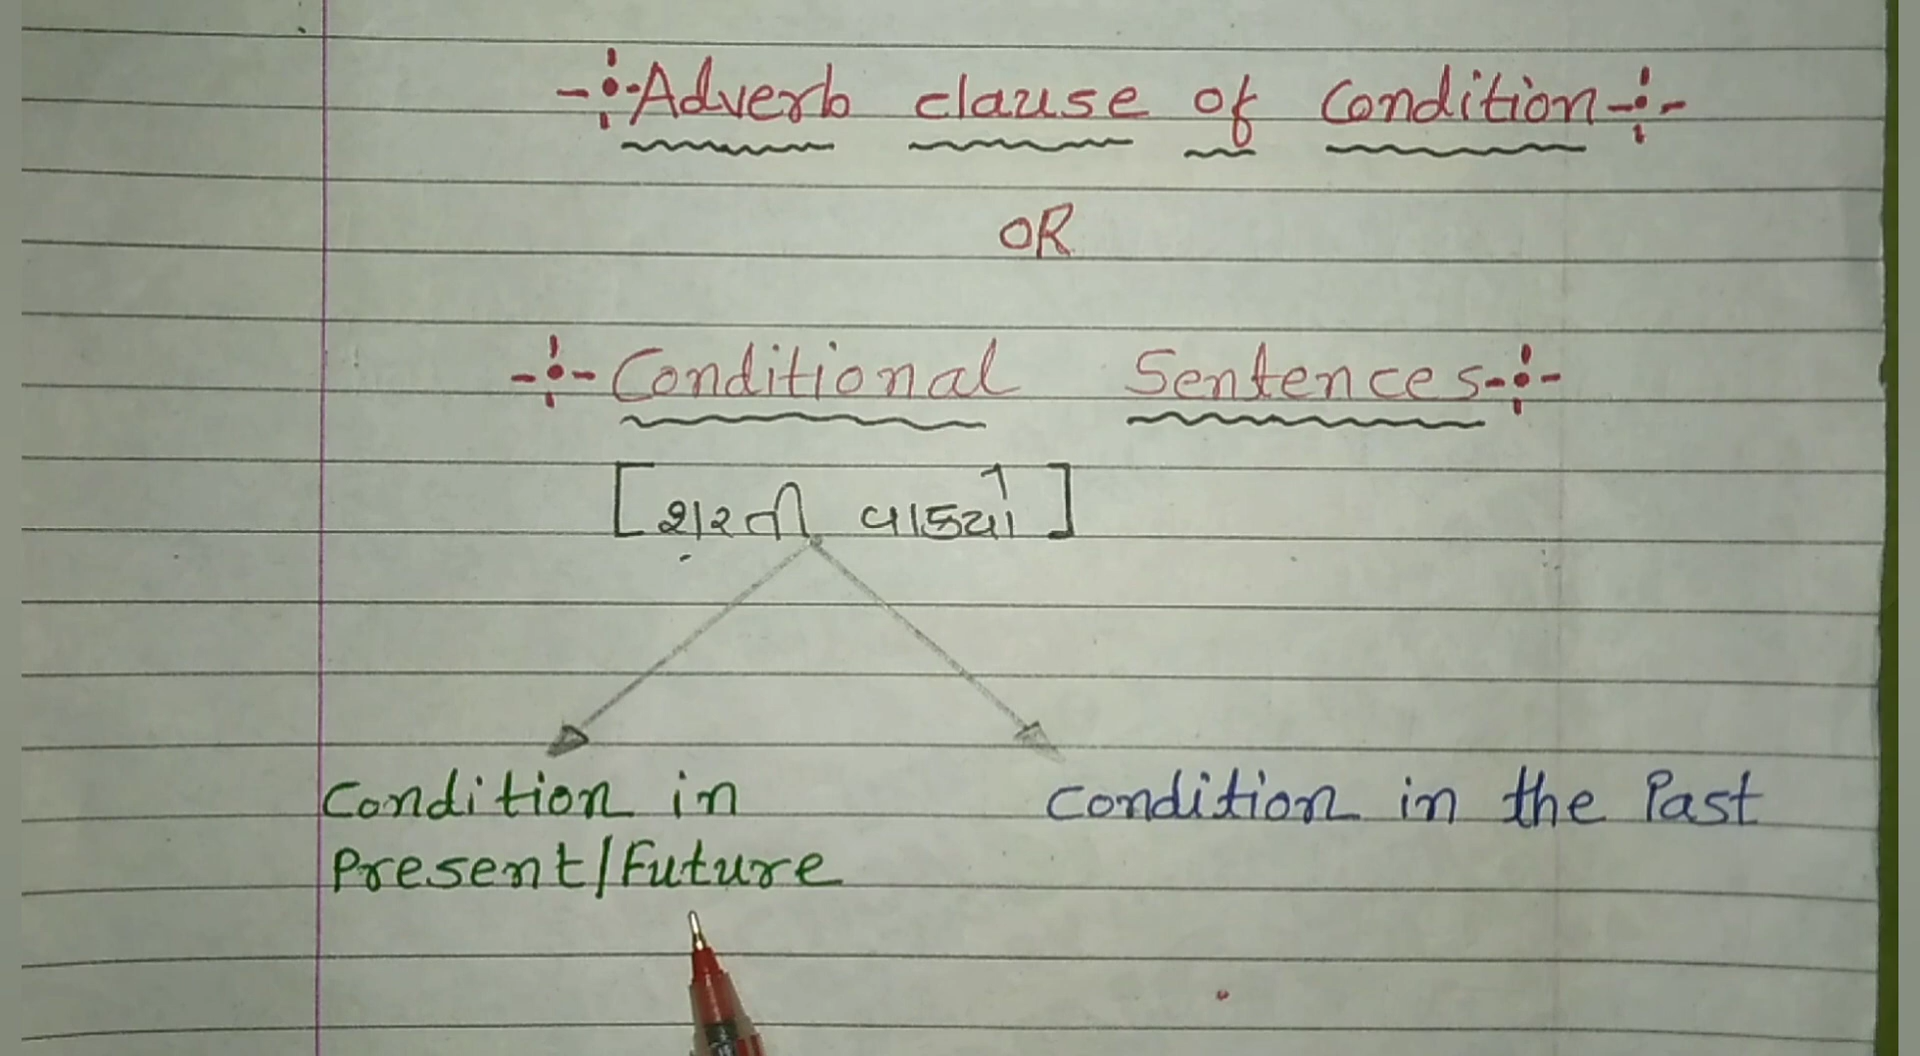 Adverb clause of Condition
OR
Conditional Sentences
[શરતી વાક્યો]
Condition in Condition in the Past
Present/Future